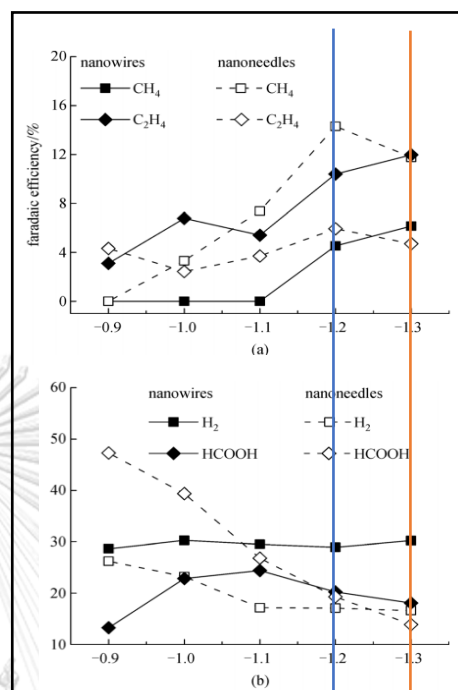 20
16
12
8
4
0
faradaic efficiency/%
nanowires nanoneedles
CH₄ CH₄
C₂H₄ C₂H₄
−0.9 −1.0 −1.1 −1.2 −1.3
(a)
60
50
40
30
20
10
nanowires nanoneedles
H₂ H₂
HCOOH HCOOH
−0.9 −1.0 −1.1 −1.2 −1.3
(b)